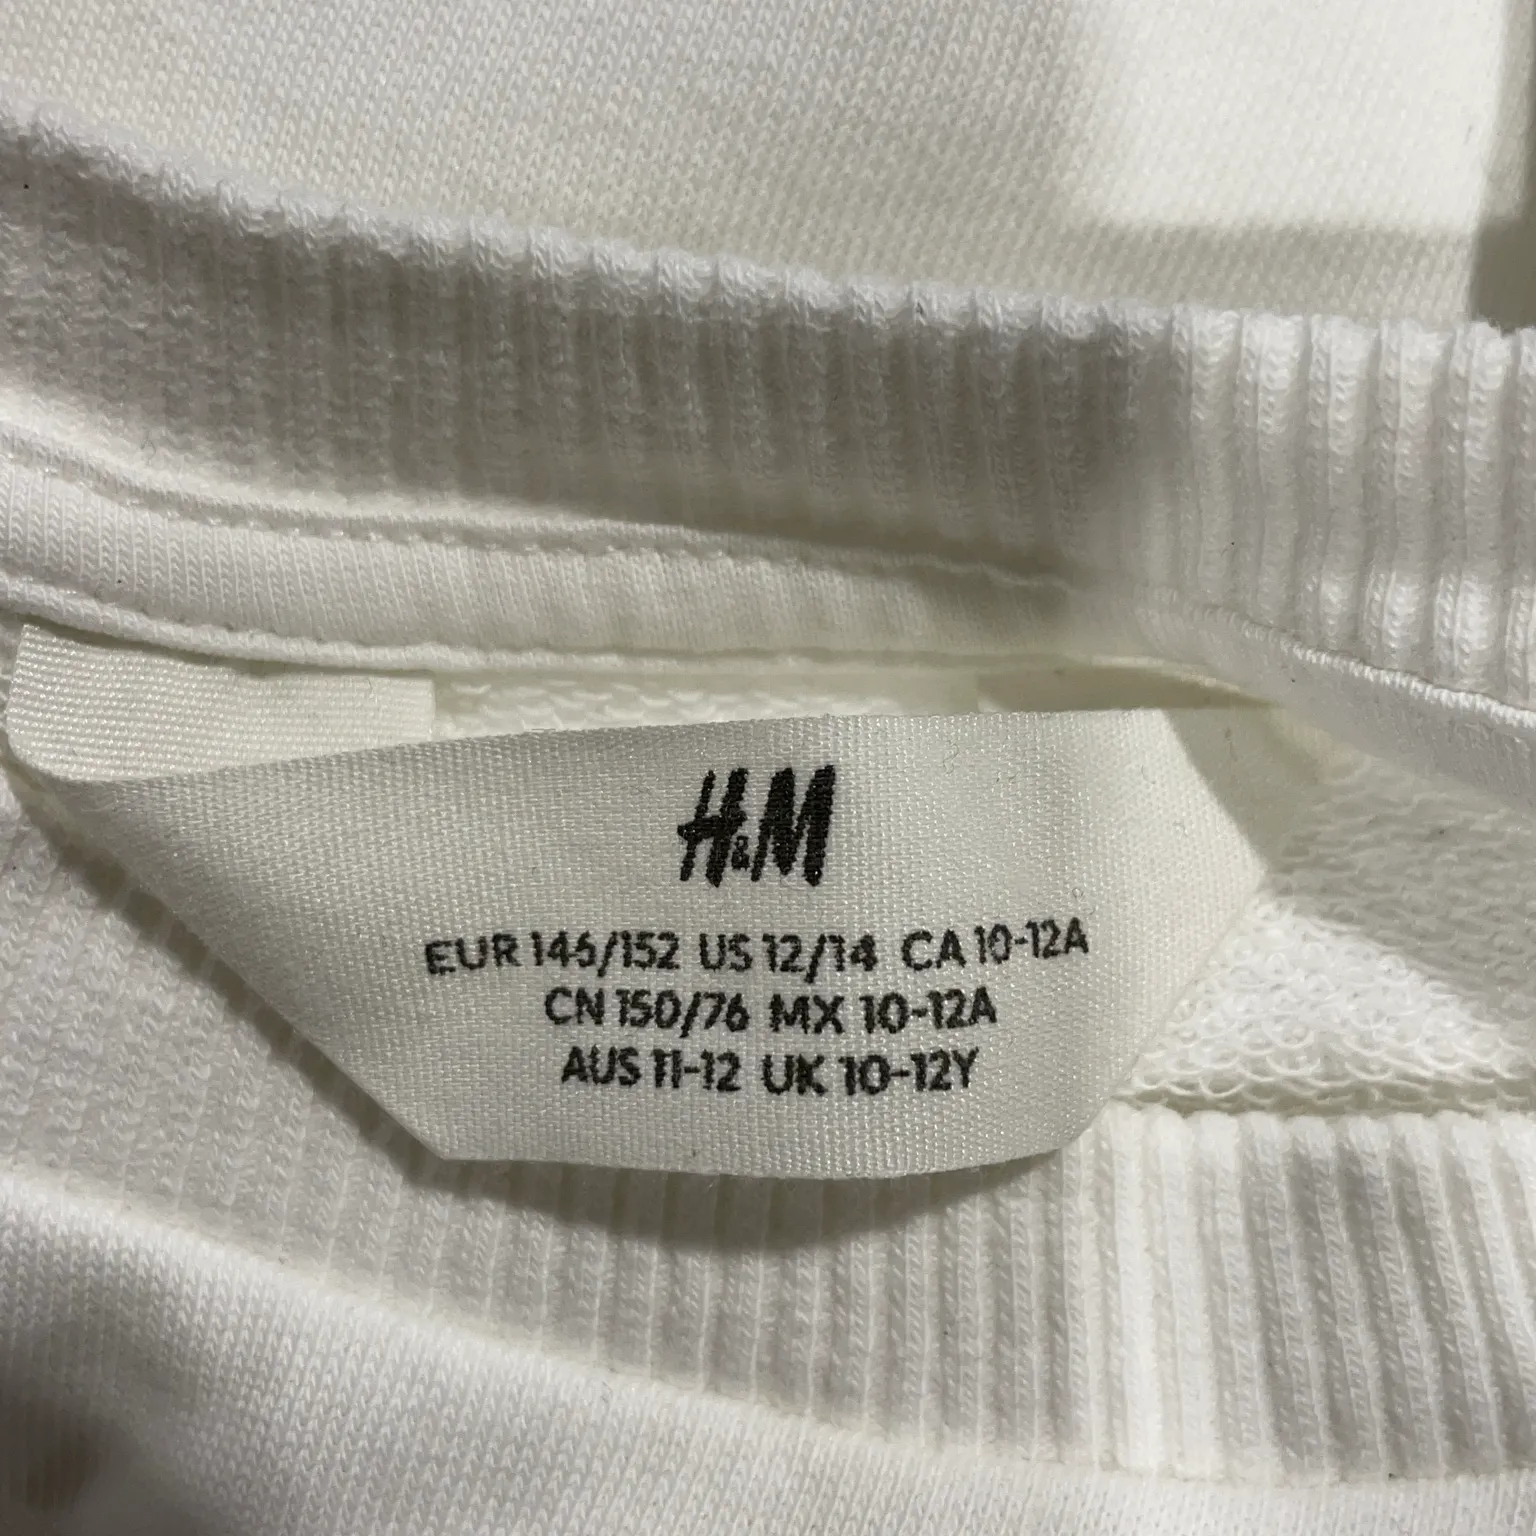 H&M
EUR 146/152 US 12/14 CA 10-12A
CN 150/76 MX 10-12A
AUS 11-12 UK 10-12Y